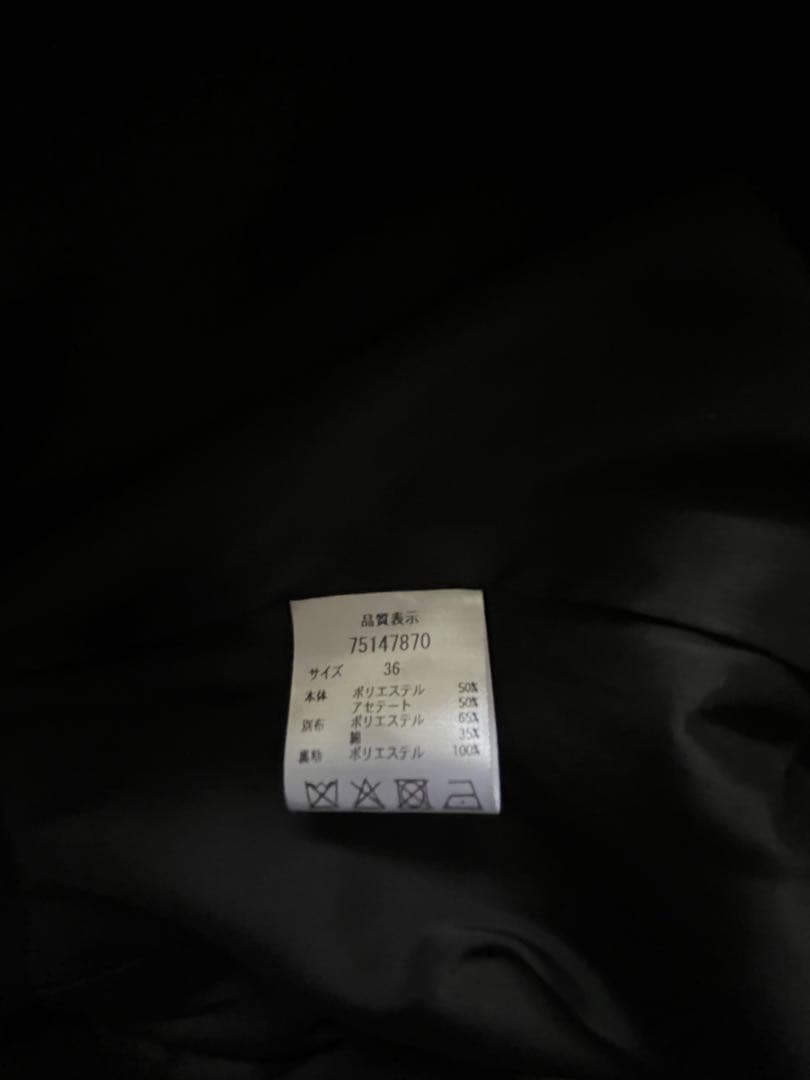 品質表示
75147870
サイズ 36
本体 ポリエステル 50%
アセテート 50%
別布 ポリエステル 65%
綿 35%
裏地 ポリエステル 100%